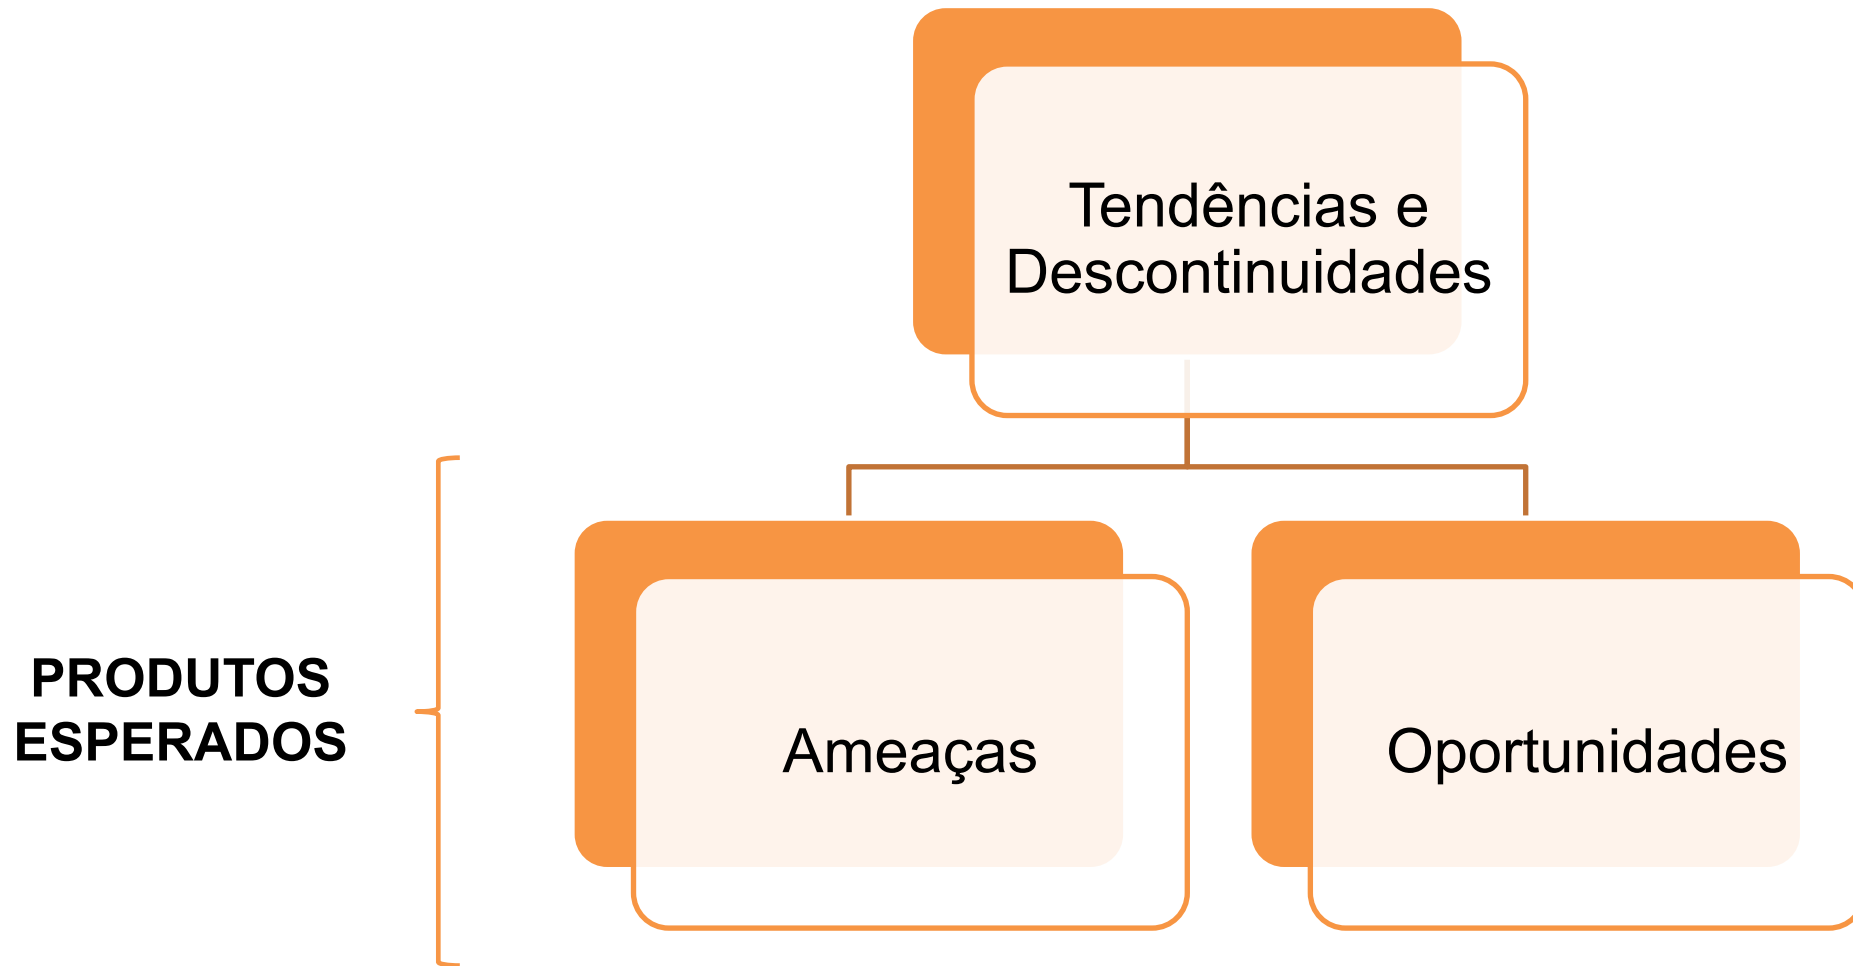 Tendências e
Descontinuidades
PRODUTOS
ESPERADOS
Ameaças
Oportunidades